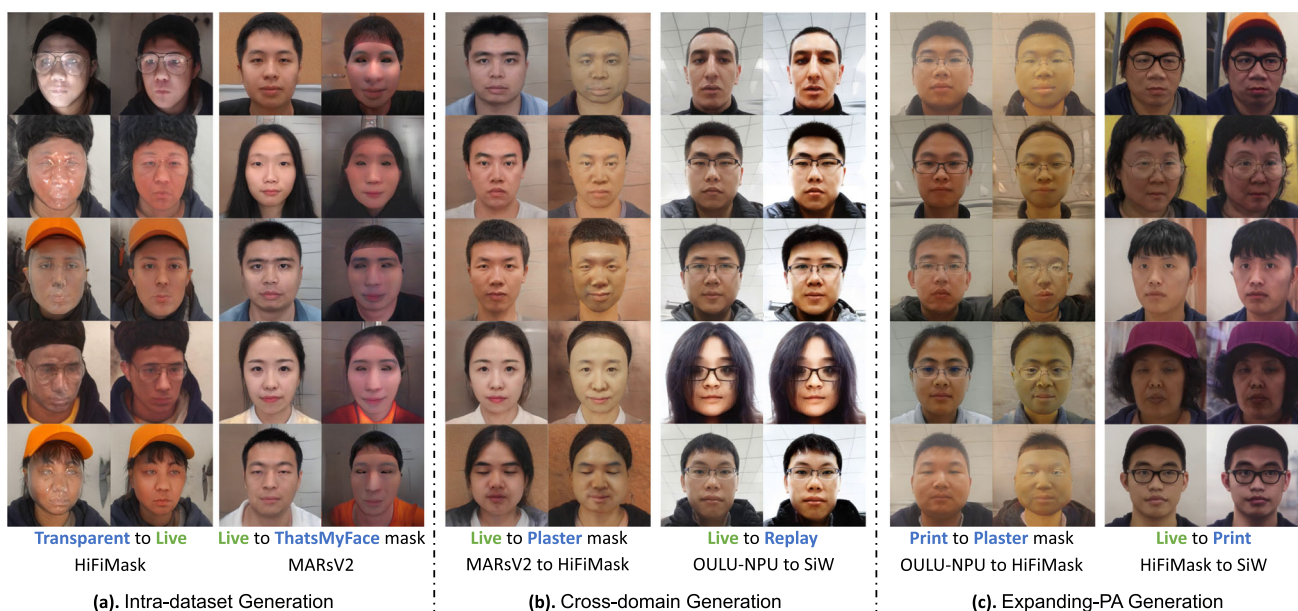 Transparent to Live
HiFiMask
Live to ThatsMyFace mask
MARsV2
Live to Plaster mask
MARsV2 to HiFiMask
Live to Replay
OULU-NPU to SiW
Print to Plaster mask
OULU-NPU to HiFiMask
Live to Print
HiFiMask to SiW
(a). Intra-dataset Generation
(b). Cross-domain Generation
(c). Expanding-PA Generation